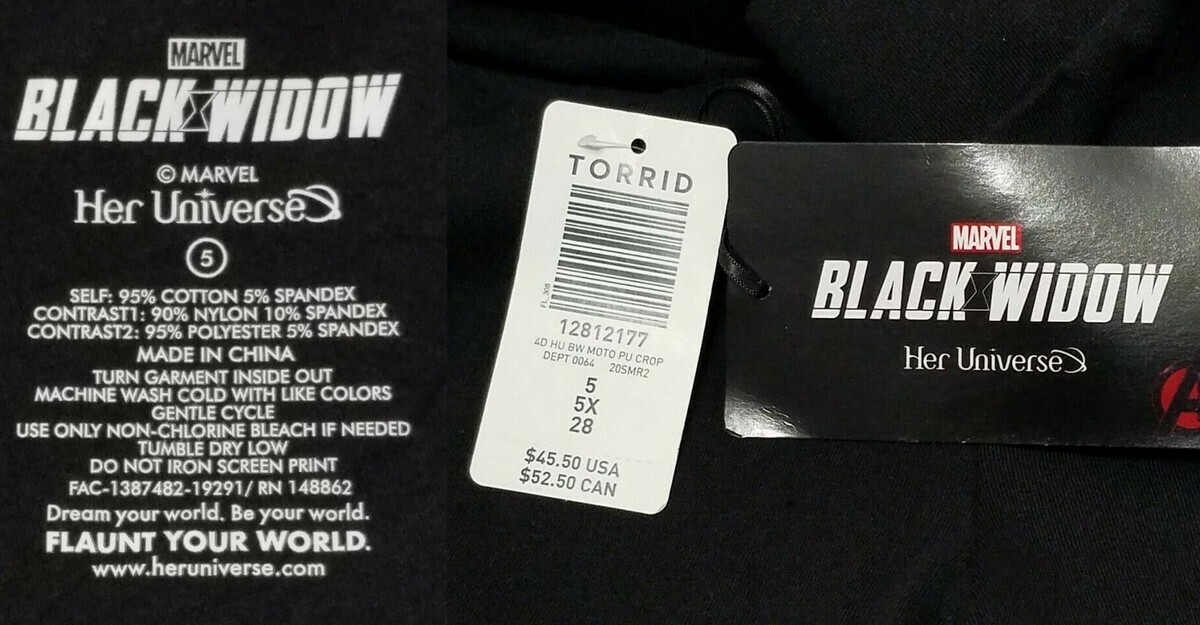 MARVEL
BLACK WIDOW
© MARVEL
Her Universe
5
SELF: 95% COTTON 5% SPANDEX
CONTRAST1: 90% NYLON 10% SPANDEX
CONTRAST2: 95% POLYESTER 5% SPANDEX
MADE IN CHINA
TURN GARMENT INSIDE OUT
MACHINE WASH COLD WITH LIKE COLORS
GENTLE CYCLE
USE ONLY NON-CHLORINE BLEACH IF NEEDED
TUMBLE DRY LOW
DO NOT IRON SCREEN PRINT
FAC-1387482-19291/ RN 148862
Dream your world. Be your world.
FLAUNT YOUR WORLD.
www.heruniverse.com
TORRID
FL_308
12812177
4D HU BW MOTO PU CROP
DEPT 0064 20SMR2
5
5X
28
$45.50 USA
$52.50 CAN
MARVEL
BLACK WIDOW
Her Universe